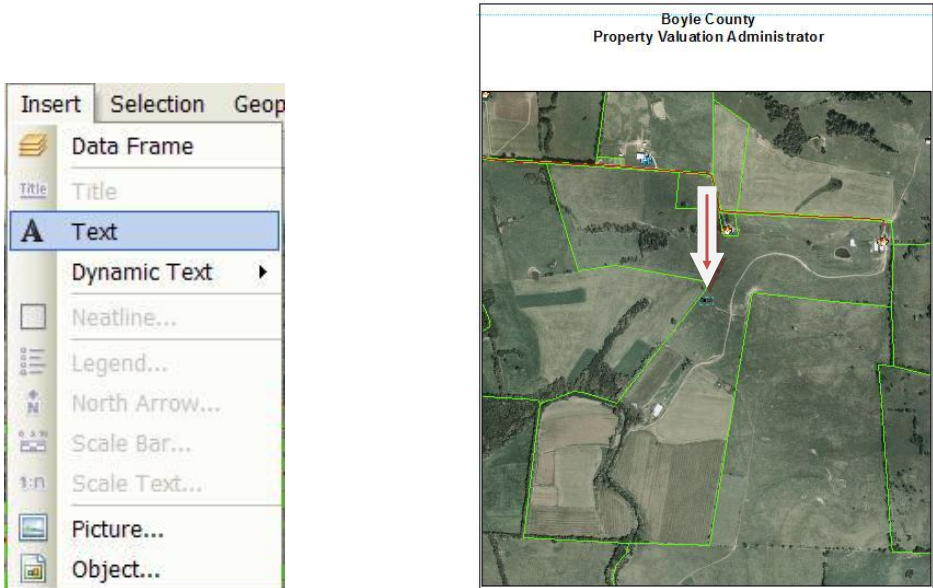 Insert Selection Geop
Data Frame
Title Title
A Text
Dynamic Text
Neatline...
Legend...
N North Arrow...
Scale Bar...
1:n Scale Text...
Picture...
Object...
Boyle County
Property Valuation Administrator